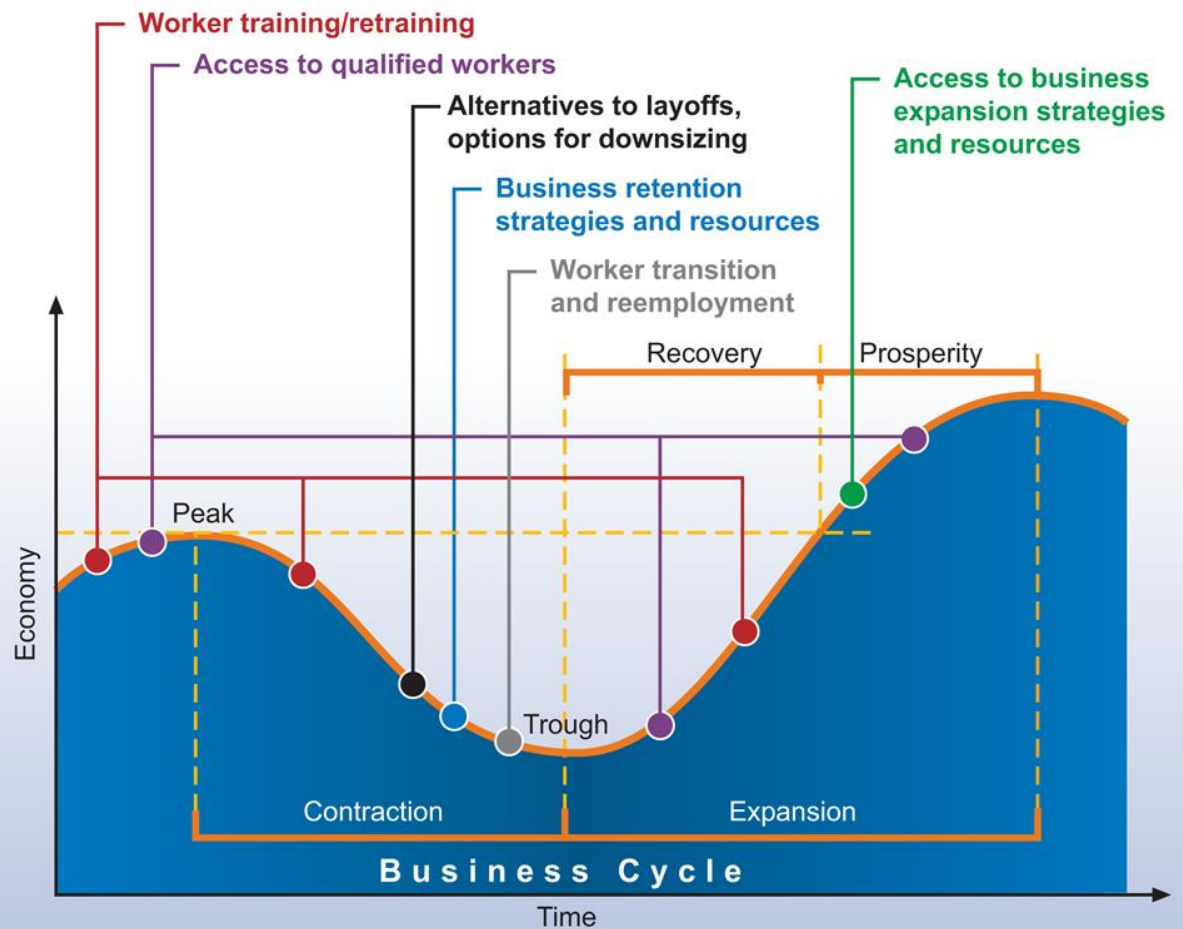 Worker training/retraining
Access to qualified workers
Alternatives to layoffs,
options for downsizing
Access to business
expansion strategies
and resources
Business retention
strategies and resources
Worker transition
and reemployment
Recovery
Prosperity
Peak
Economy
Trough
Contraction
Expansion
Business Cycle
Time